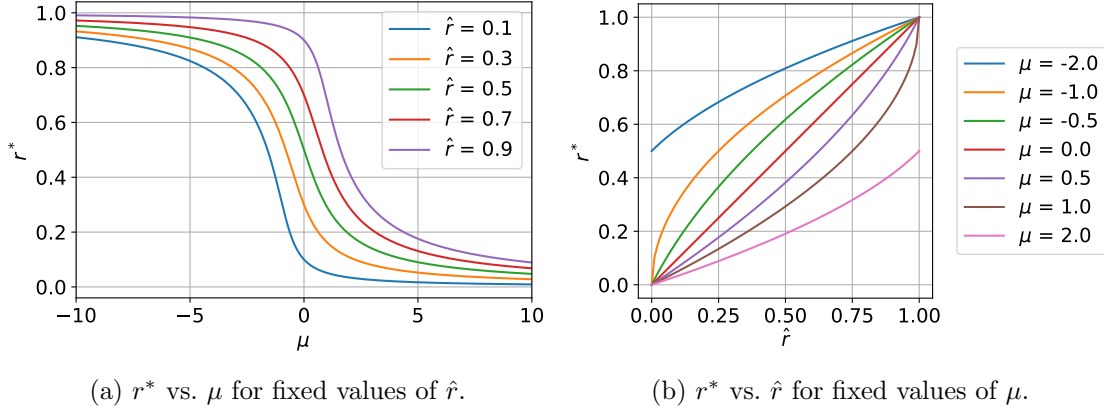 1.0
0.8
0.6
0.4
0.2
0.0
r*
−10
−5
0
5
10
μ
r̂ = 0.1
r̂ = 0.3
r̂ = 0.5
r̂ = 0.7
r̂ = 0.9
(a) r* vs. μ for fixed values of r̂.
1.0
0.8
0.6
0.4
0.2
0.0
r*
0.00
0.25
0.50
0.75
1.00
r̂
μ = -2.0
μ = -1.0
μ = -0.5
μ = 0.0
μ = 0.5
μ = 1.0
μ = 2.0
(b) r* vs. r̂ for fixed values of μ.